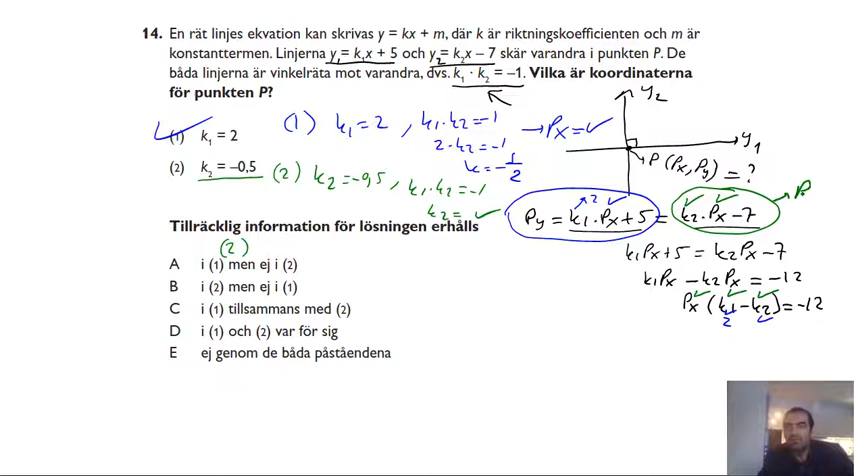 14. En rät linjes ekvation kan skrivas y = kx + m, där k är riktningskoefficienten och m är
konstanttermen. Linjerna y₁ = k₁x + 5 och y₂ = k₂x – 7 skär varandra i punkten P. De
båda linjerna är vinkelräta mot varandra, dvs. k₁ · k₂ = –1. Vilka är koordinaterna
för punkten P?
y₂
y₁
P (Px, Py) = ?
(1) k₁ = 2
(1) k₁ = 2 , k₁·k₂ = -1 → Px = ✓
2·k₂ = -1
k = -1/2
(2) k₂ = –0,5
(2) k₂ = -0,5 , k₁·k₂ = -1
k₂ = ✓
Py = k₁·Px + 5 = k₂·Px - 7 → P
2
k₁Px + 5 = k₂Px - 7
k₁Px - k₂Px = -12
Px (k₁ - k₂) = -12
2
Tillräcklig information för lösningen erhålls
(2)
A i (1) men ej i (2)
B i (2) men ej i (1)
C i (1) tillsammans med (2)
D i (1) och (2) var för sig
E ej genom de båda påståendena